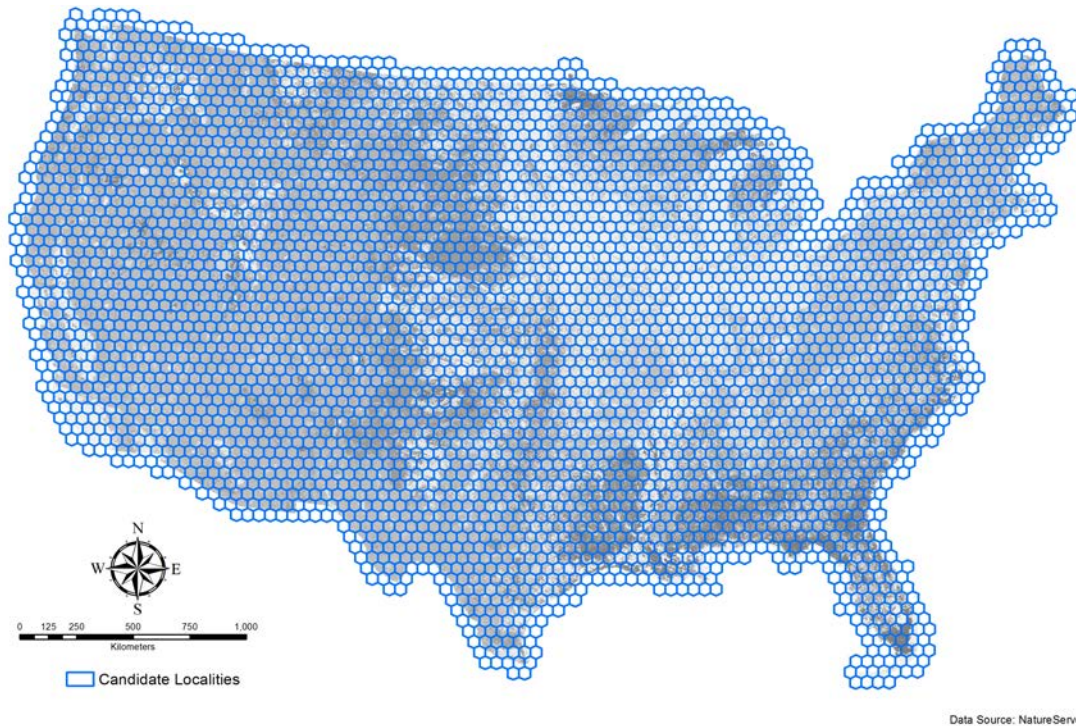 N
W E
S
0 125 250 500 750 1,000
Kilometers
Candidate Localities
Data Source: NatureServ